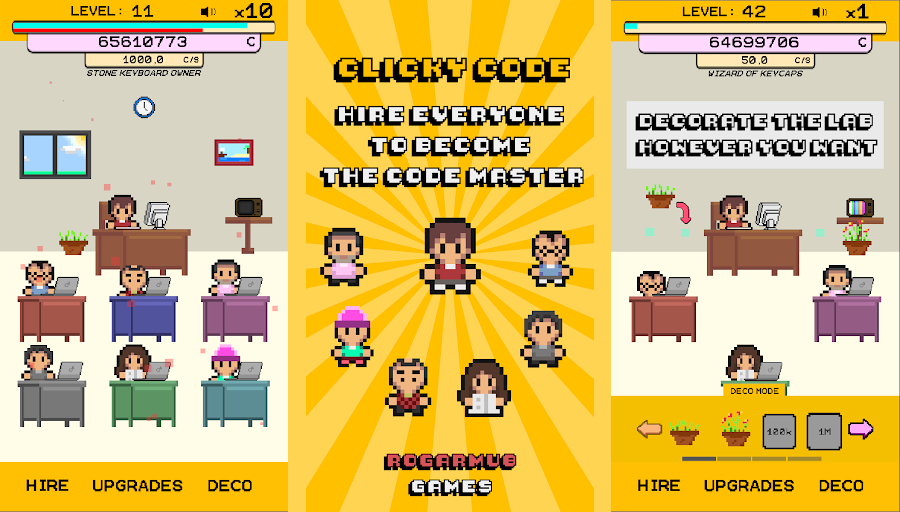 LEVEL: 11
x10
65610773 C
1000.0 C/S
STONE KEYBOARD OWNER
HIRE UPGRADES DECO
CLICKY CODE
HIRE EVERYONE
TO BECOME
THE CODE MASTER
ROGARMU8
GAMES
LEVEL: 42
x1
64699706 C
50.0 C/S
WIZARD OF KEYCAPS
DECORATE THE LAB
HOWEVER YOU WANT
DECO MODE
100k
1M
HIRE UPGRADES DECO